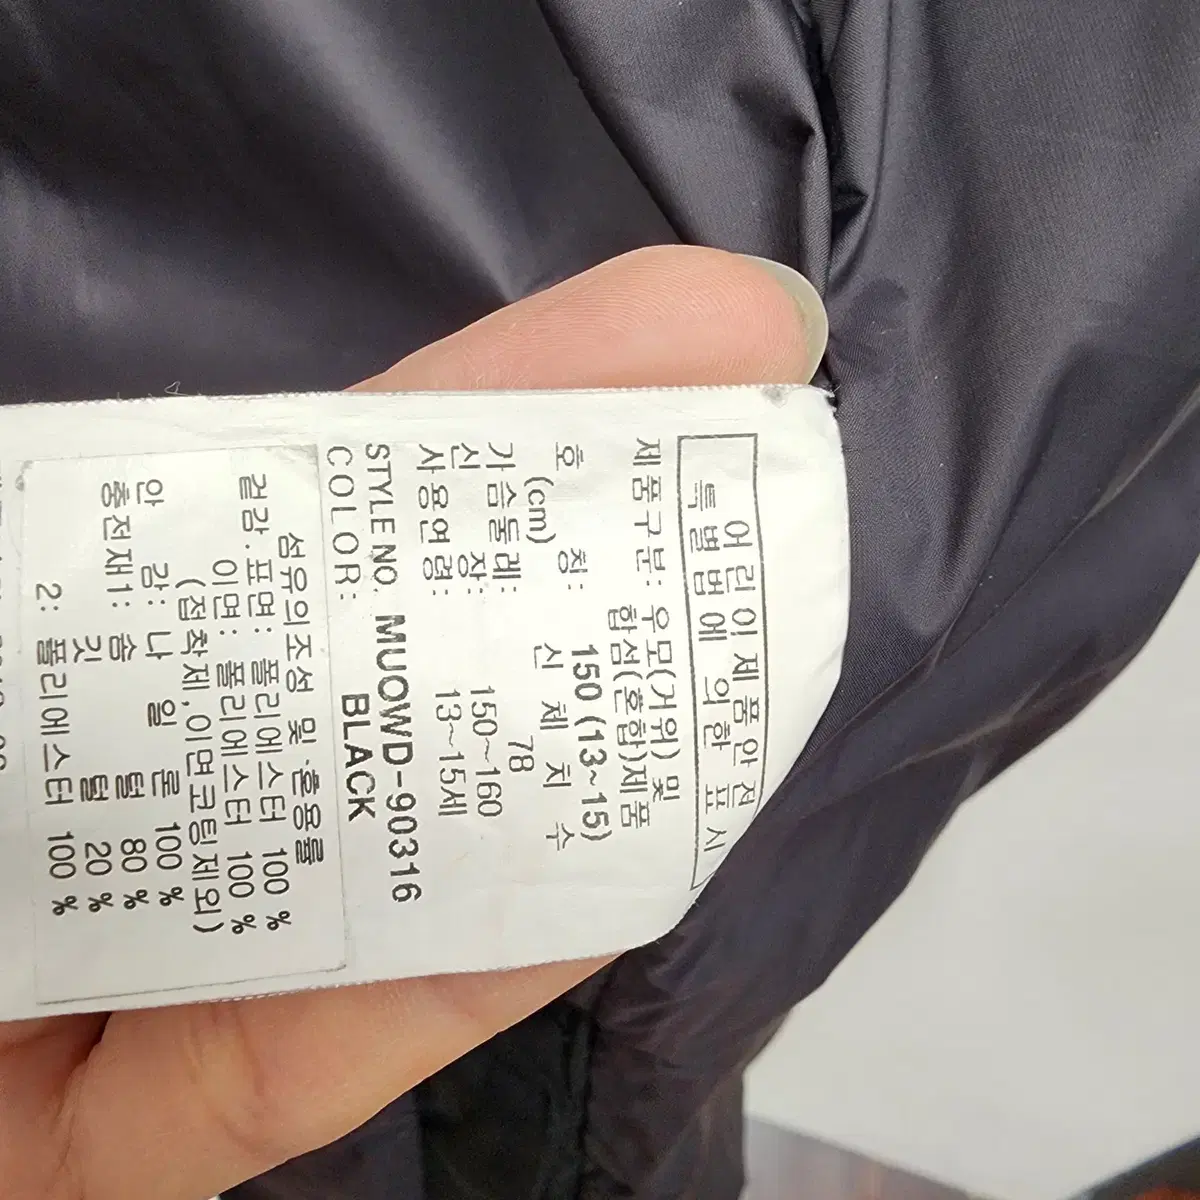 어린이제품안전
특별법에 의한 표시
제품구분: 우모(거위) 및
합섬(혼합)제품
호 칭: 150 (13~15)
(cm) 신 체 치 수
가슴둘레: 78
신 장: 150~160
사용연령: 13~15세
STYLE NO. MUOWD-90316
COLOR: BLACK
섬유의조성 및 혼용률
겉감.표면: 폴리에스터 100 %
이면: 폴리에스터 100 %
(접착제,이면코팅제외)
안 감: 나 일 론 100 %
충전재1: 솜 털 80 %
깃 털 20 %
2: 폴리에스터 100 %